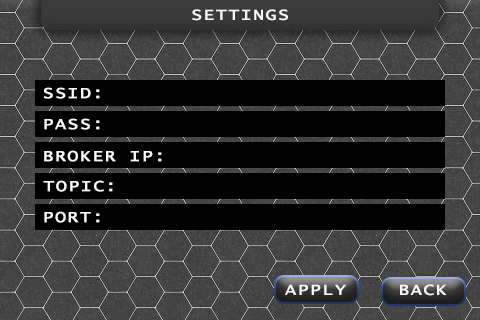 SETTINGS
SSID:
PASS:
BROKER IP:
TOPIC:
PORT:
APPLY
BACK